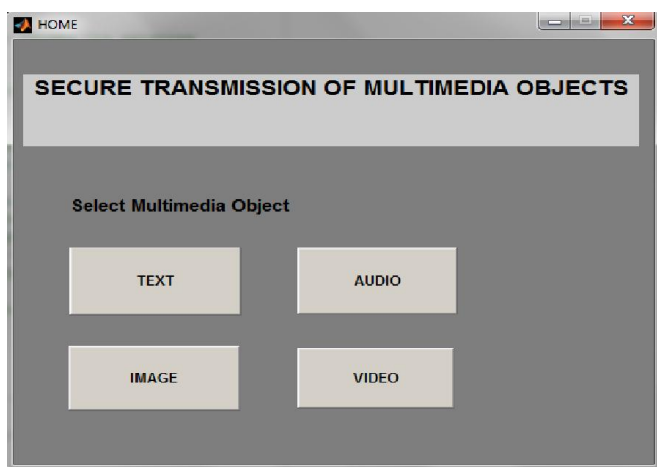 HOME
SECURE TRANSMISSION OF MULTIMEDIA OBJECTS
Select Multimedia Object
TEXT
AUDIO
IMAGE
VIDEO